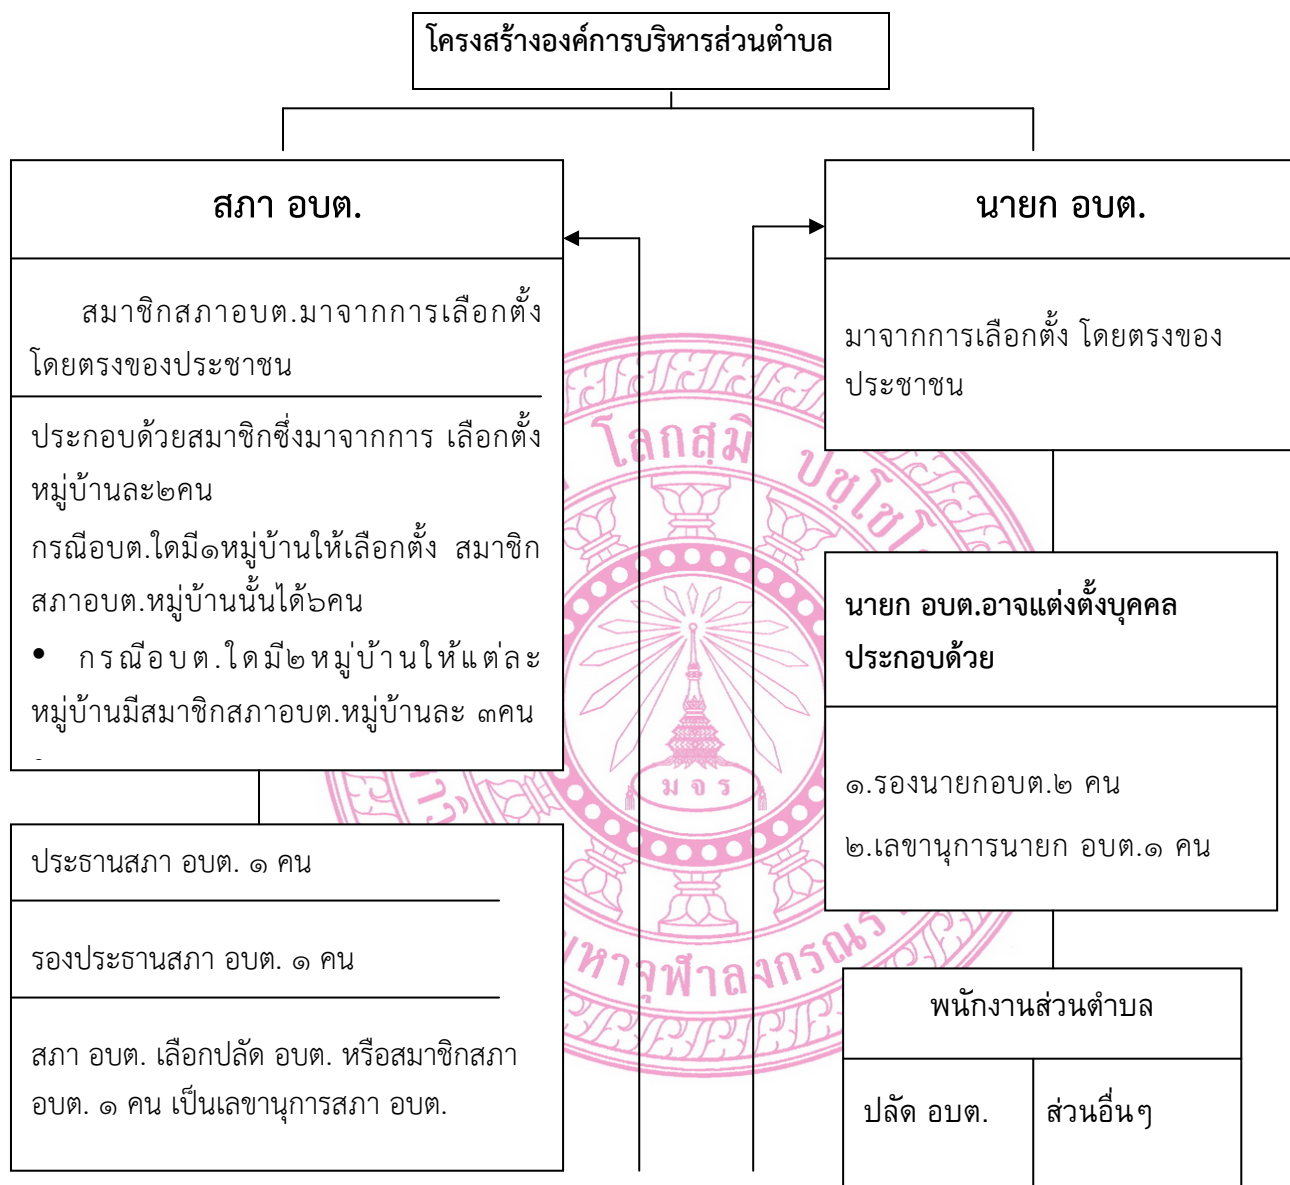 โครงสร้างองค์การบริหารส่วนตำบล
สภา อบต.
สมาชิกสภาอบต.มาจากการเลือกตั้ง
โดยตรงของประชาชน
ประกอบด้วยสมาชิกซึ่งมาจากการ เลือกตั้ง
หมู่บ้านละ๒คน
กรณีอบต.ใดมี๑หมู่บ้านให้เลือกตั้ง สมาชิก
สภาอบต.หมู่บ้านนั้นได้๖คน
• กรณีอบต.ใดมี๒หมู่บ้านให้แต่ละ
หมู่บ้านมีสมาชิกสภาอบต.หมู่บ้านละ ๓คน
ประธานสภา อบต. ๑ คน
รองประธานสภา อบต. ๑ คน
สภา อบต. เลือกปลัด อบต. หรือสมาชิกสภา
อบต. ๑ คน เป็นเลขานุการสภา อบต.
นายก อบต.
มาจากการเลือกตั้ง โดยตรงของ
ประชาชน
นายก อบต.อาจแต่งตั้งบุคคล
ประกอบด้วย
๑.รองนายกอบต.๒ คน
๒.เลขานุการนายก อบต.๑ คน
พนักงานส่วนตำบล
ปลัด อบต.
ส่วนอื่นๆ
โลกสฺมิ
ม จ ร